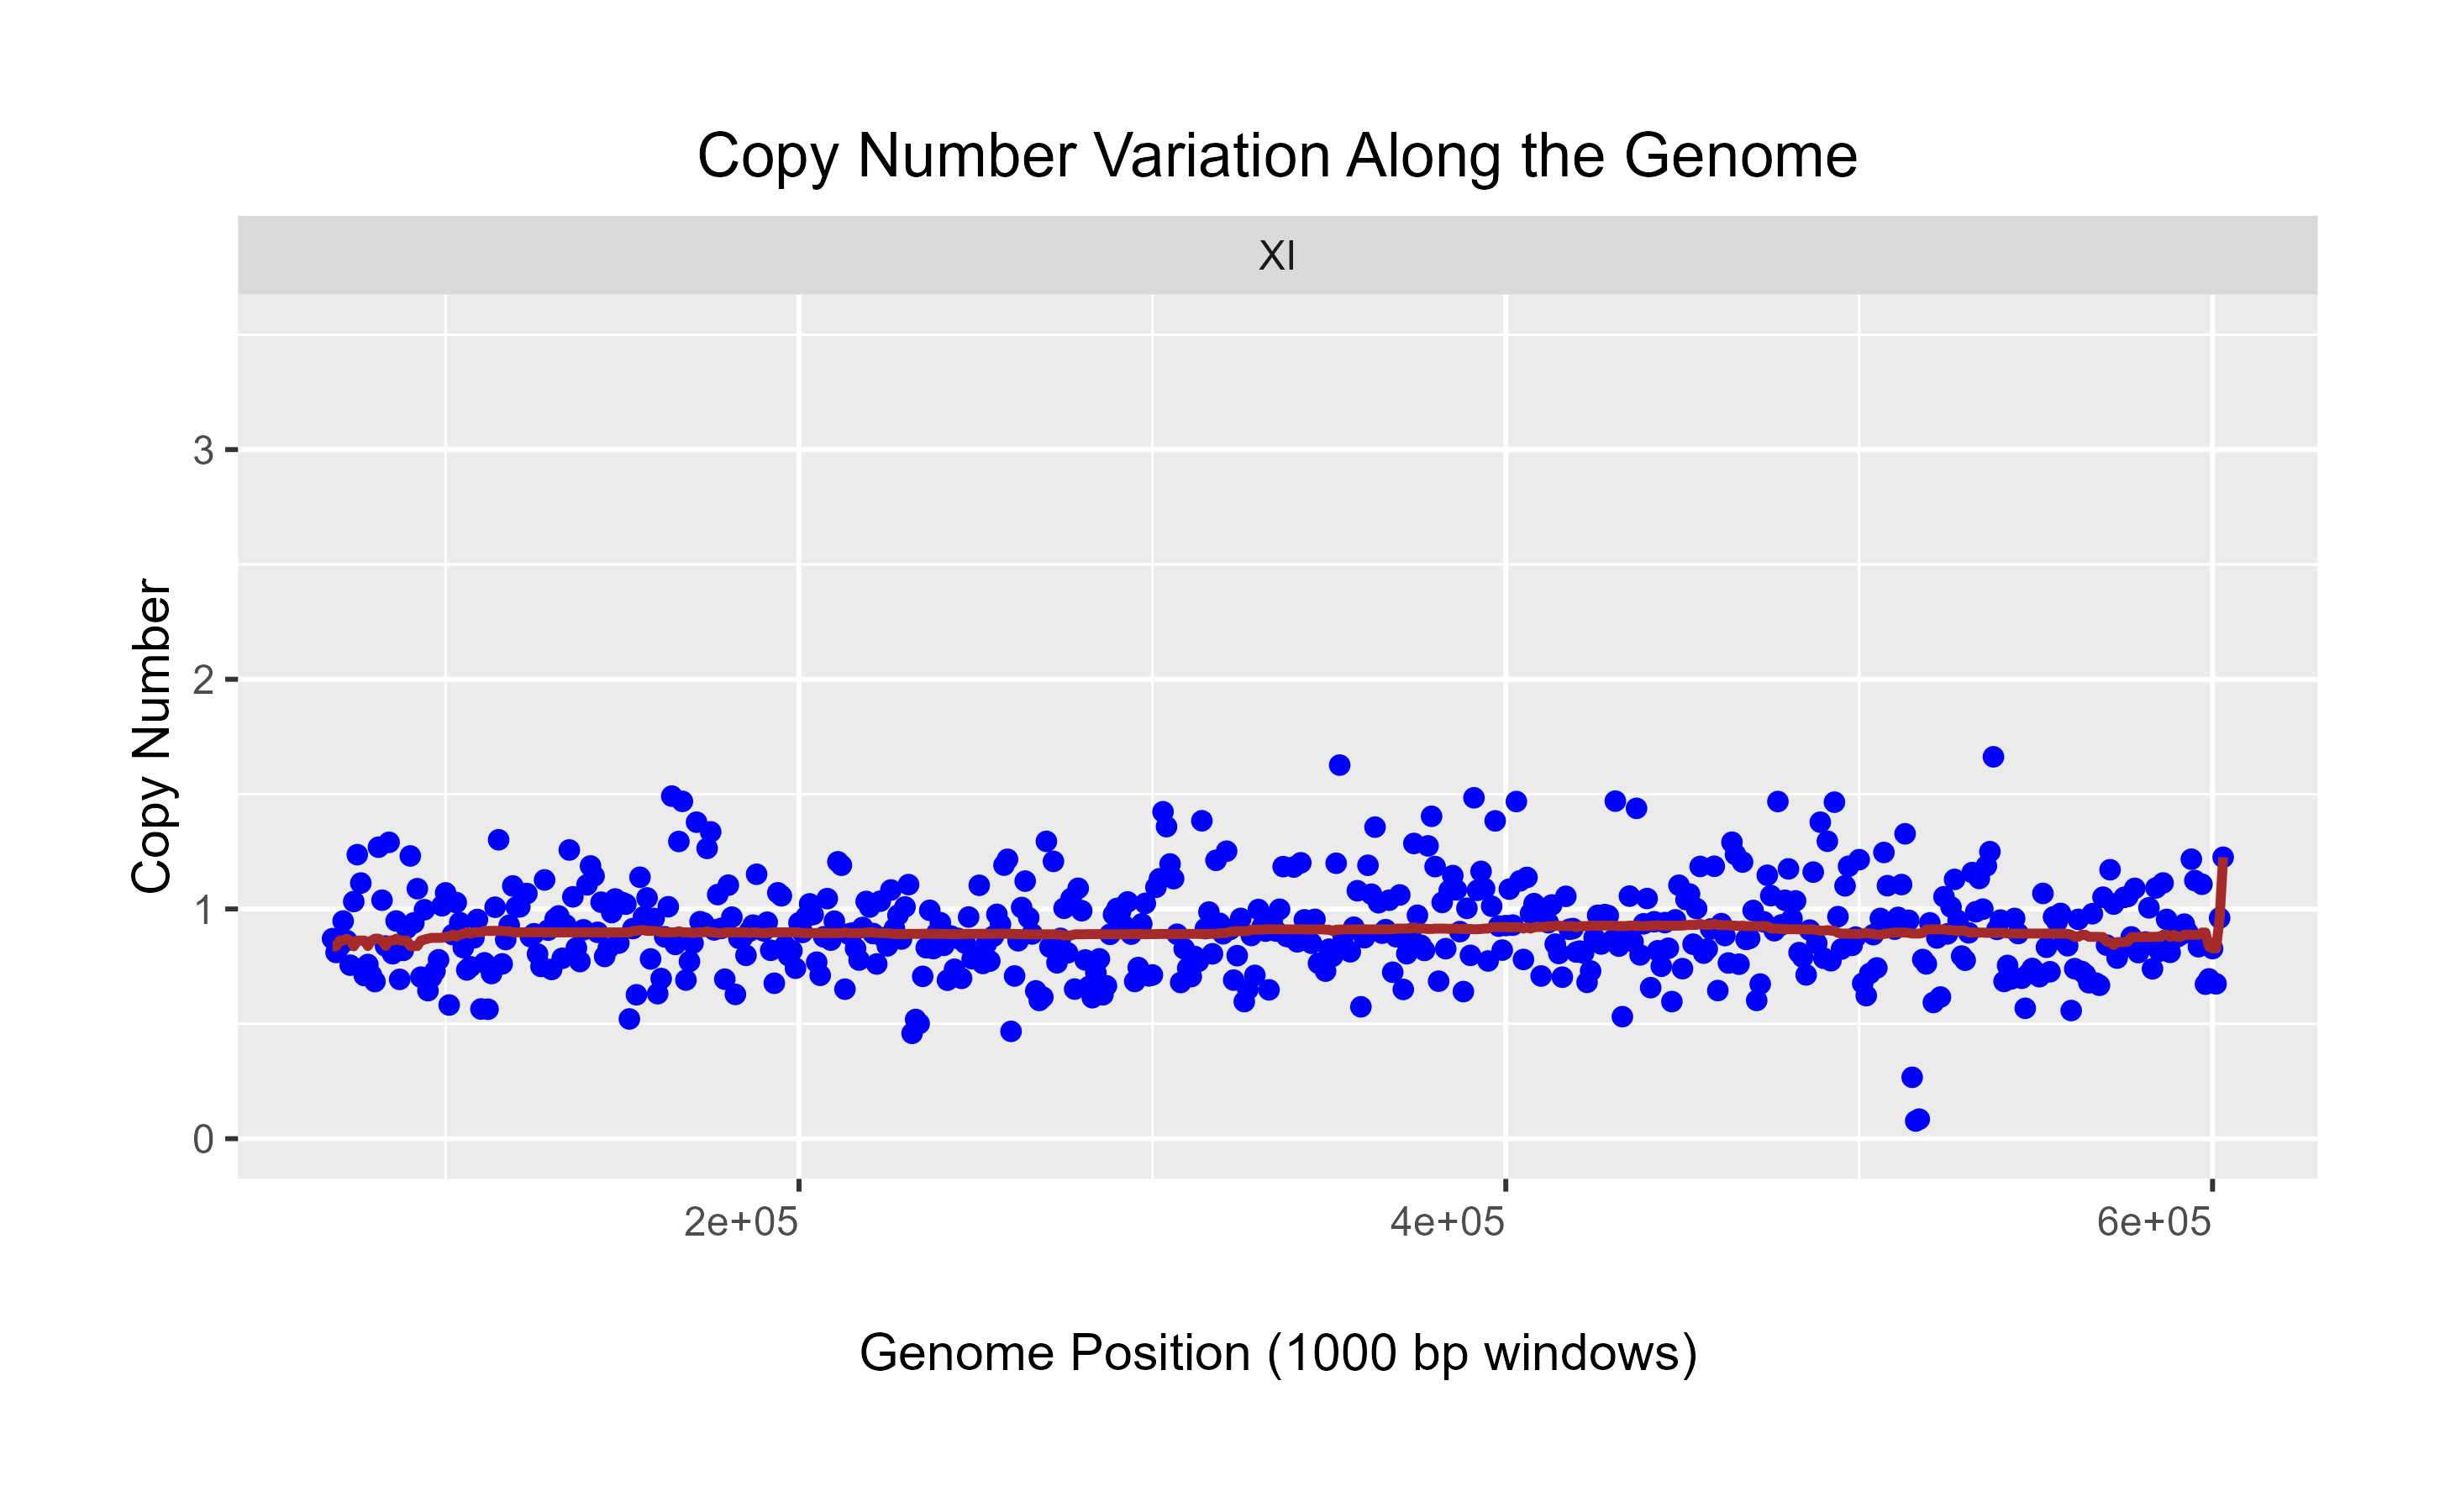 Copy Number Variation Along the Genome
XI
Copy Number
3
2
1
0
2e+05
4e+05
6e+05
Genome Position (1000 bp windows)